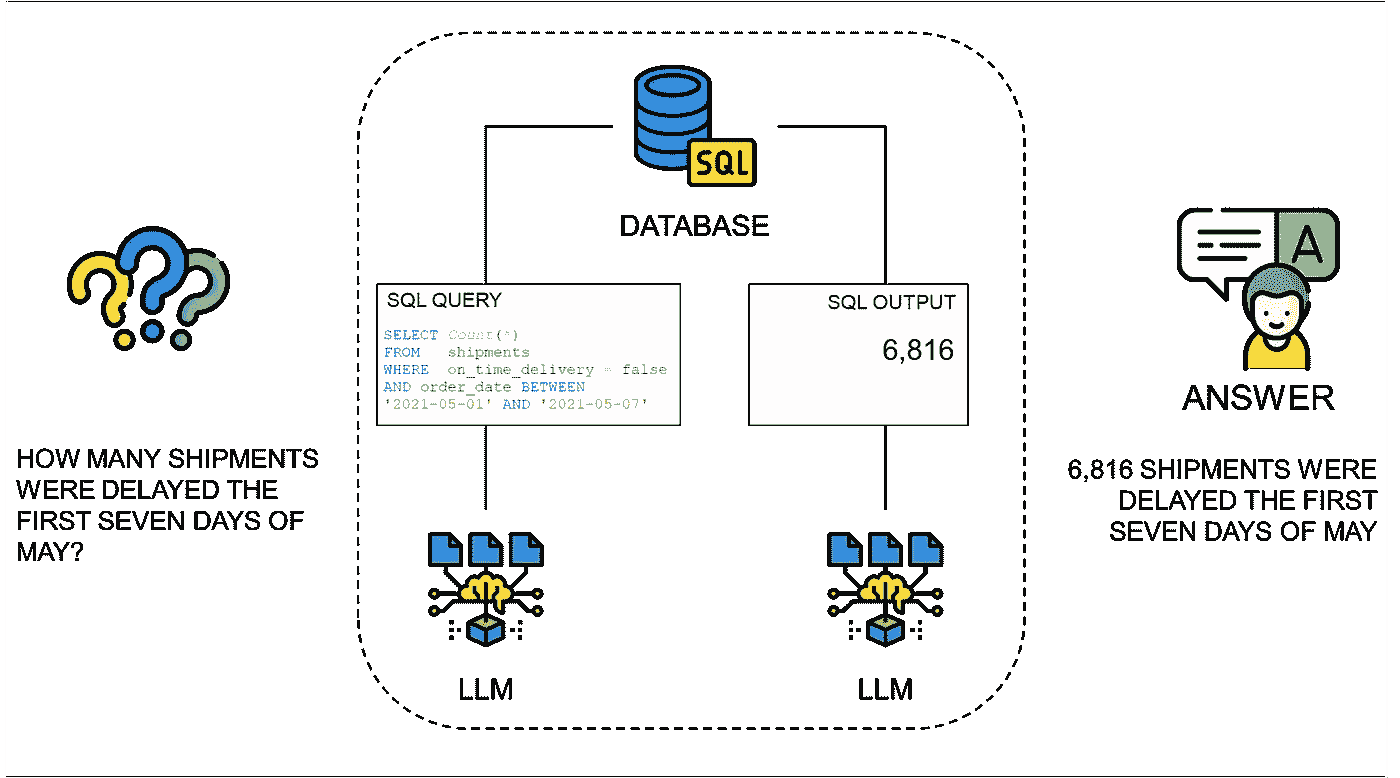 SQL
DATABASE
SQL QUERY
SELECT Count(*)
FROM shipments
WHERE on_time_delivery = false
AND order_date BETWEEN
'2021-05-01' AND '2021-05-07'
SQL OUTPUT
6,816
A
ANSWER
HOW MANY SHIPMENTS
WERE DELAYED THE
FIRST SEVEN DAYS OF
MAY?
6,816 SHIPMENTS WERE
DELAYED THE FIRST
SEVEN DAYS OF MAY
LLM
LLM